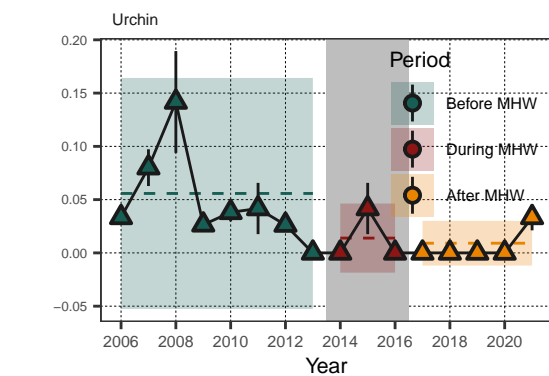 Urchin
0.20
0.15
0.10
0.05
0.00
−0.05
Period
Before MHW
During MHW
After MHW
2006 2008 2010 2012 2014 2016 2018 2020
Year